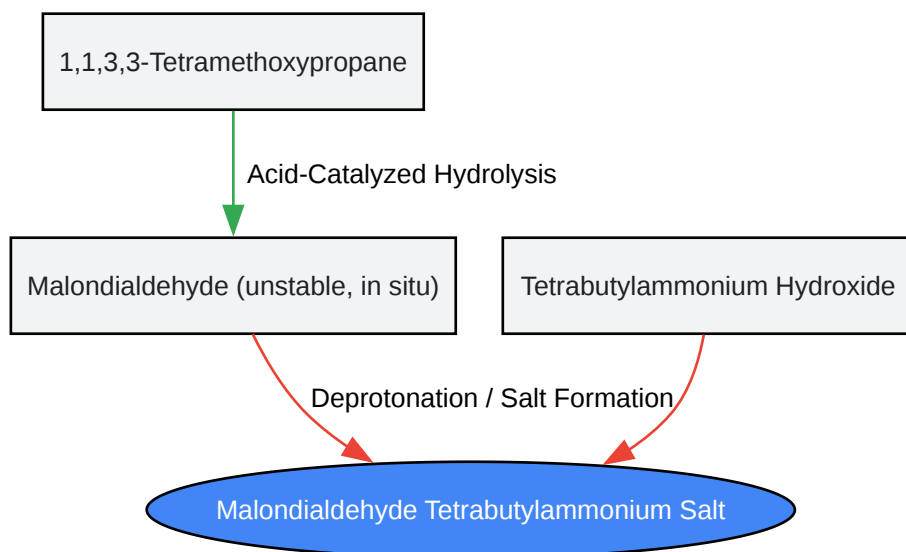 1,1,3,3-Tetramethoxypropane
Acid-Catalyzed Hydrolysis
Malondialdehyde (unstable, in situ)
Tetrabutylammonium Hydroxide
Deprotonation / Salt Formation
Malondialdehyde Tetrabutylammonium Salt